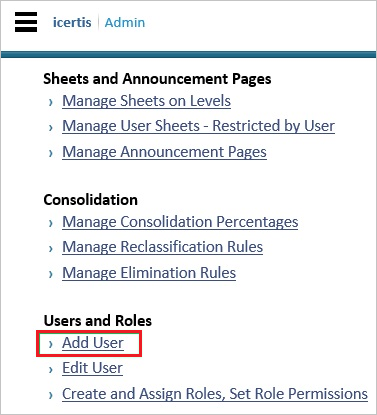 icertis | Admin
Sheets and Announcement Pages
› Manage Sheets on Levels
› Manage User Sheets - Restricted by User
› Manage Announcement Pages
Consolidation
› Manage Consolidation Percentages
› Manage Reclassification Rules
› Manage Elimination Rules
Users and Roles
› Add User
› Edit User
› Create and Assign Roles, Set Role Permissions